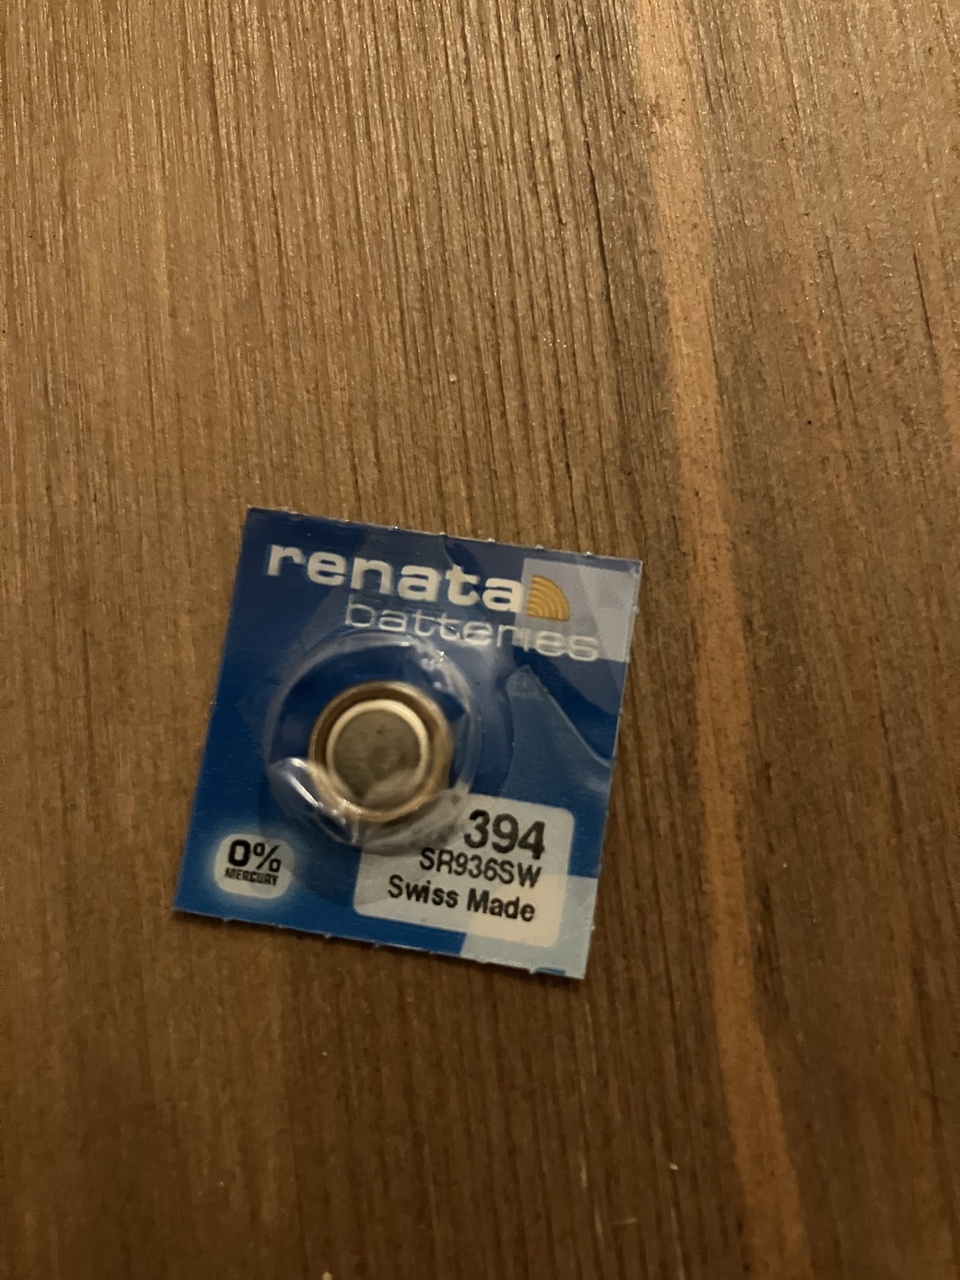 renata
batteries
394
SR936SW
Swiss Made
0%
MERCURY